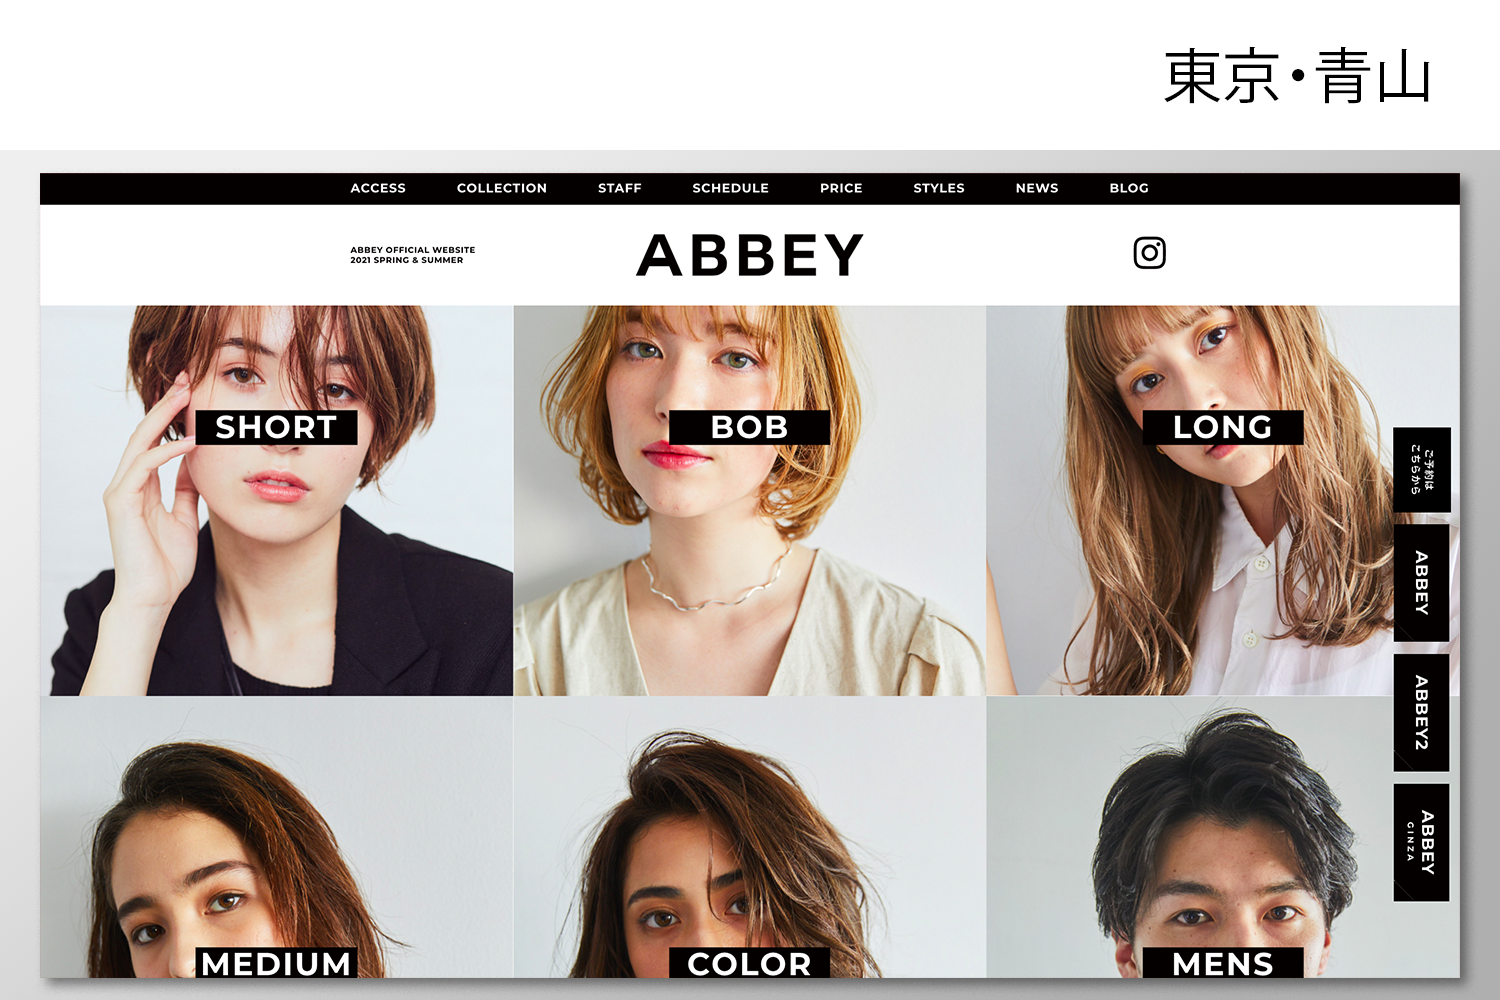 東京・青山
ACCESS COLLECTION STAFF SCHEDULE PRICE STYLES NEWS BLOG
ABBEY OFFICIAL WEBSITE
2021 SPRING & SUMMER
ABBEY
SHORT
BOB
LONG
ご予約は
こちらから
ABBEY
ABBEY2
ABBEY
GINZA
MEDIUM
COLOR
MENS